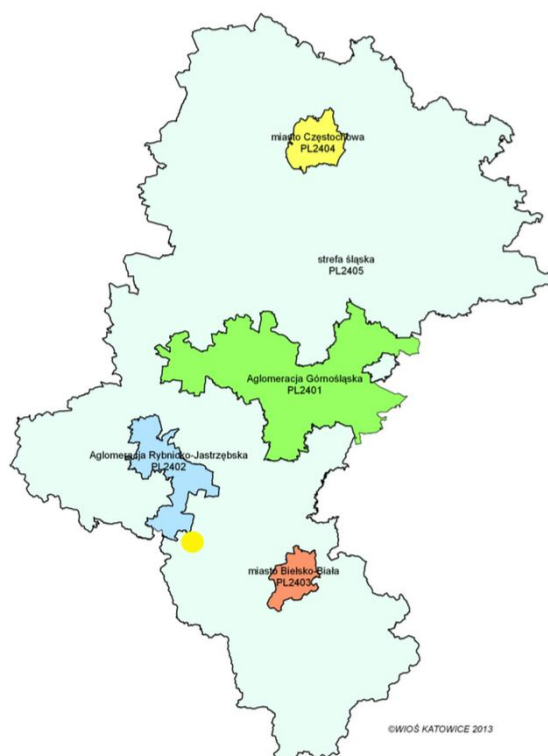 miasto Częstochowa
PL2404
strefa śląska
PL2405
Aglomeracja Górnośląska
PL2401
Aglomeracja Rybnicko-Jastrzębska
PL2402
miasto Bielsko-Biała
PL2403
©WIOŚ KATOWICE 2013